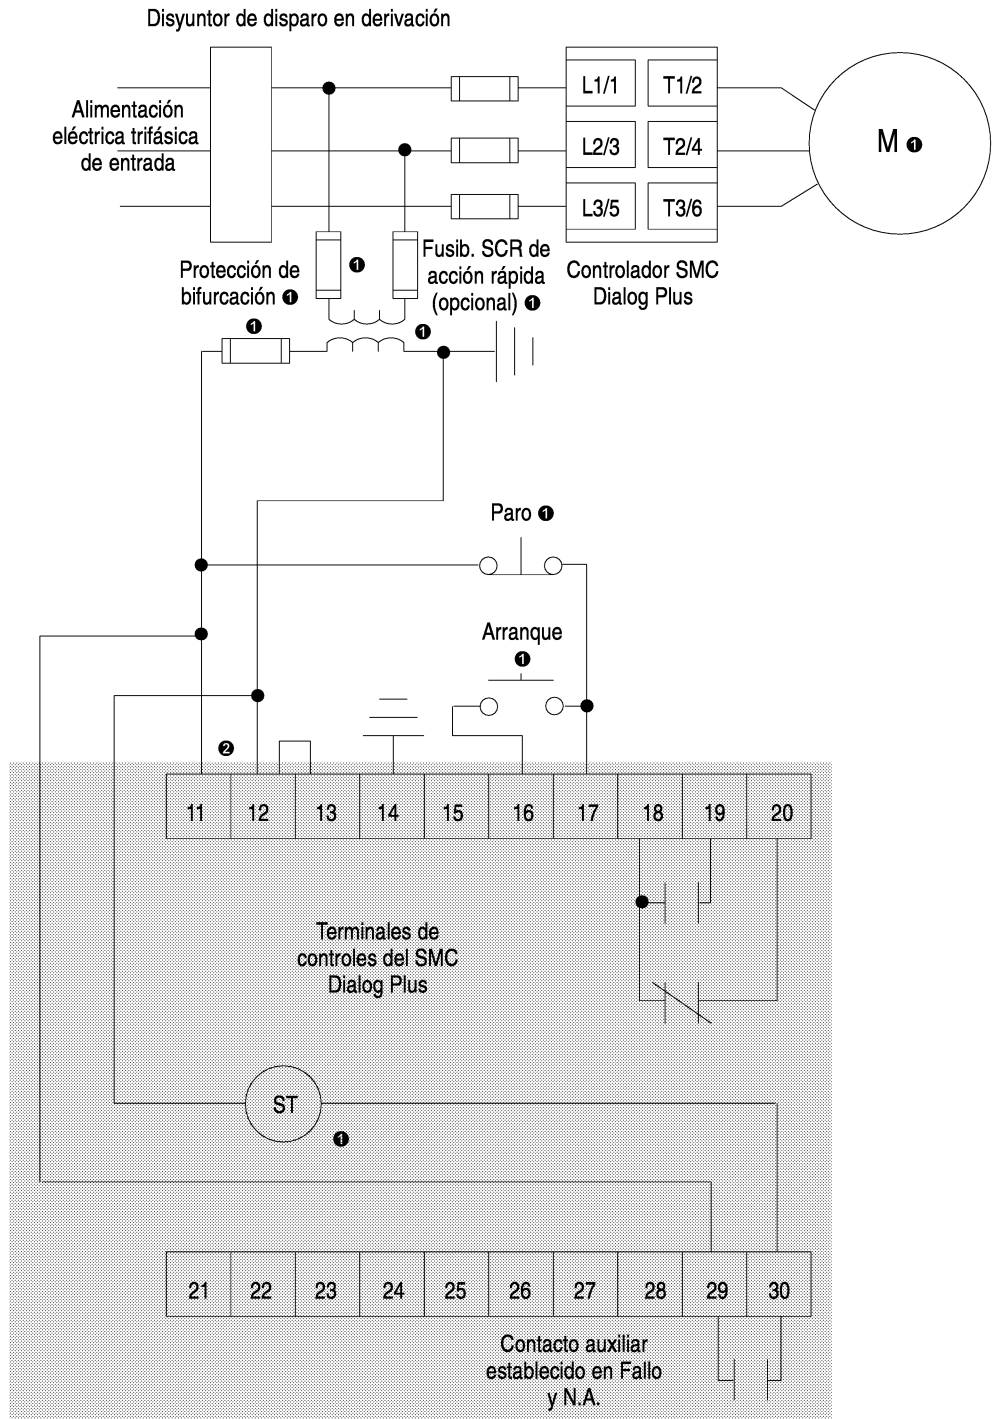 Disyuntor de disparo en derivación
Alimentación
eléctrica trifásica
de entrada
L1/1 T1/2
L2/3 T2/4
L3/5 T3/6
M ❶
Protección de
bifurcación ❶
❶
❶
❶
Fusib. SCR de
acción rápida
(opcional) ❶
Controlador SMC
Dialog Plus
Paro ❶
Arranque
❶
❷
11 12 13 14 15 16 17 18 19 20
Terminales de
controles del SMC
Dialog Plus
ST
❶
21 22 23 24 25 26 27 28 29 30
Contacto auxiliar
establecido en Fallo
y N.A.